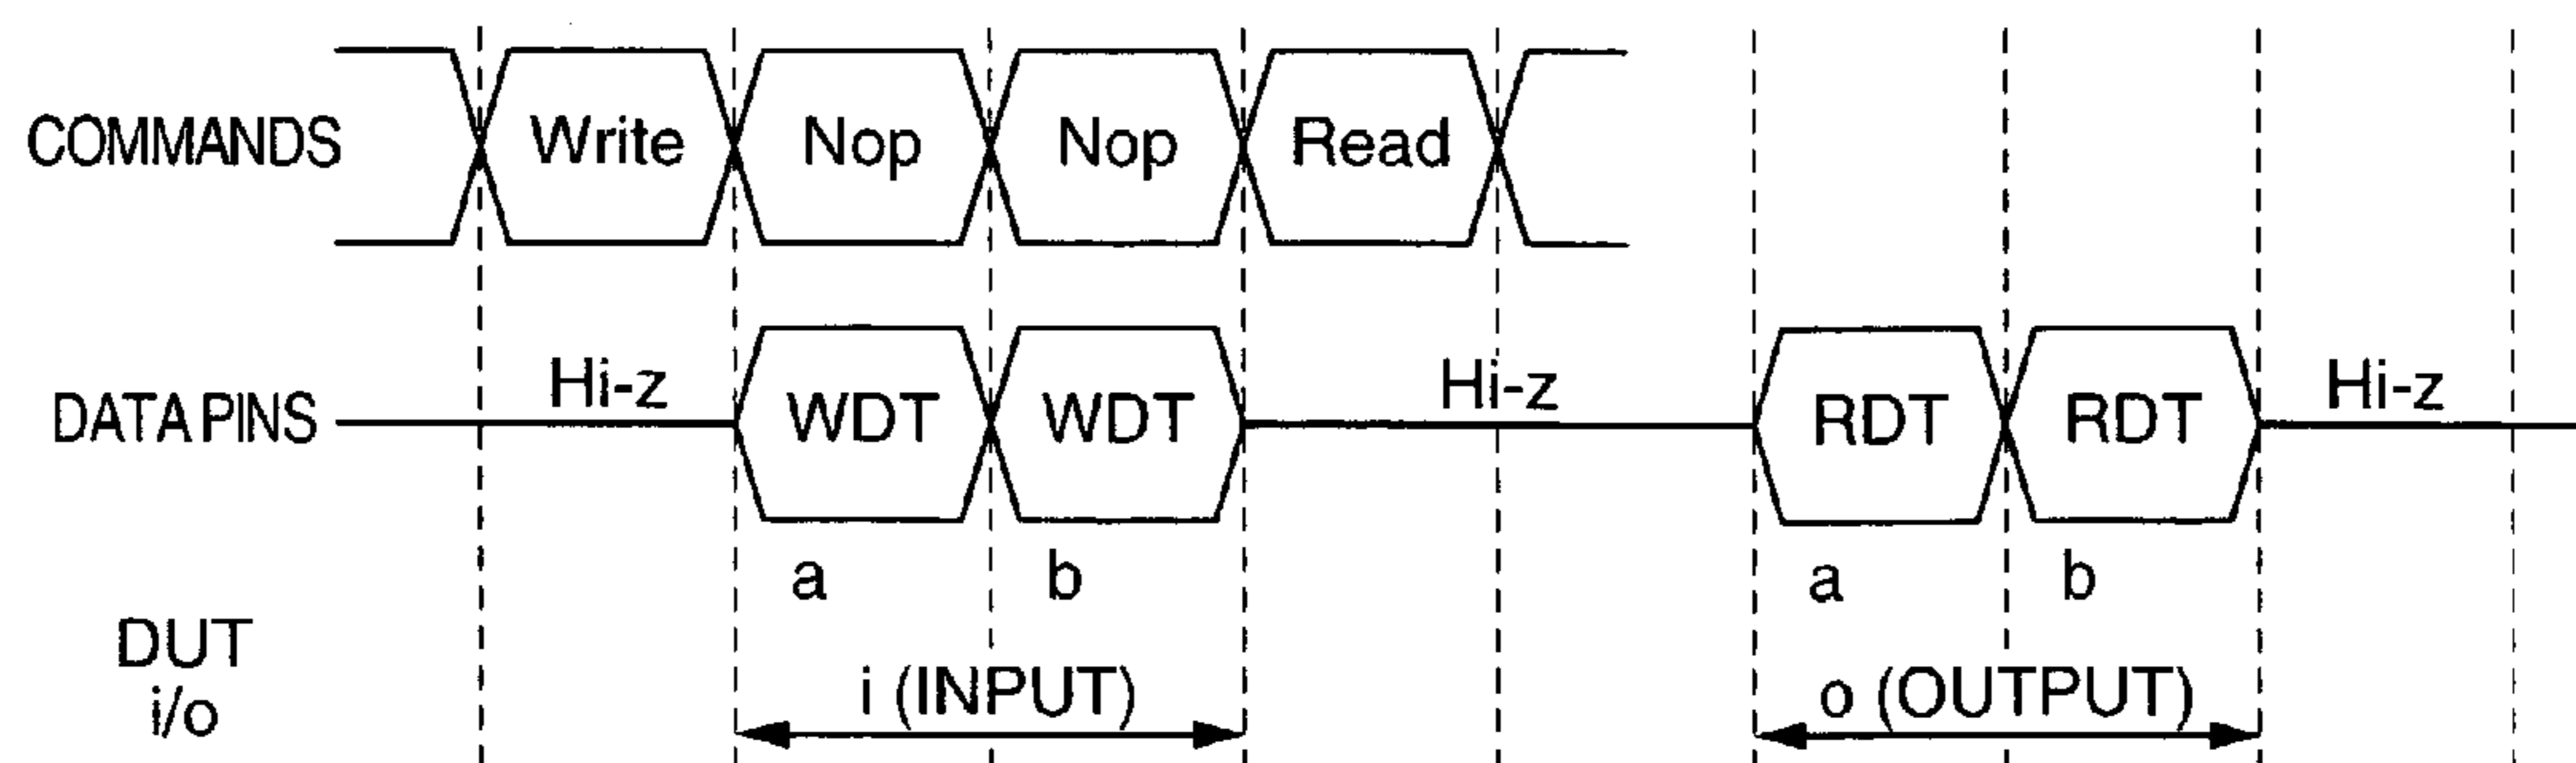 COMMANDS Write Nop Nop Read
DATA PINS Hi-z WDT WDT Hi-z RDT RDT Hi-z
a b a b
DUT
i/o
i (INPUT) o (OUTPUT)